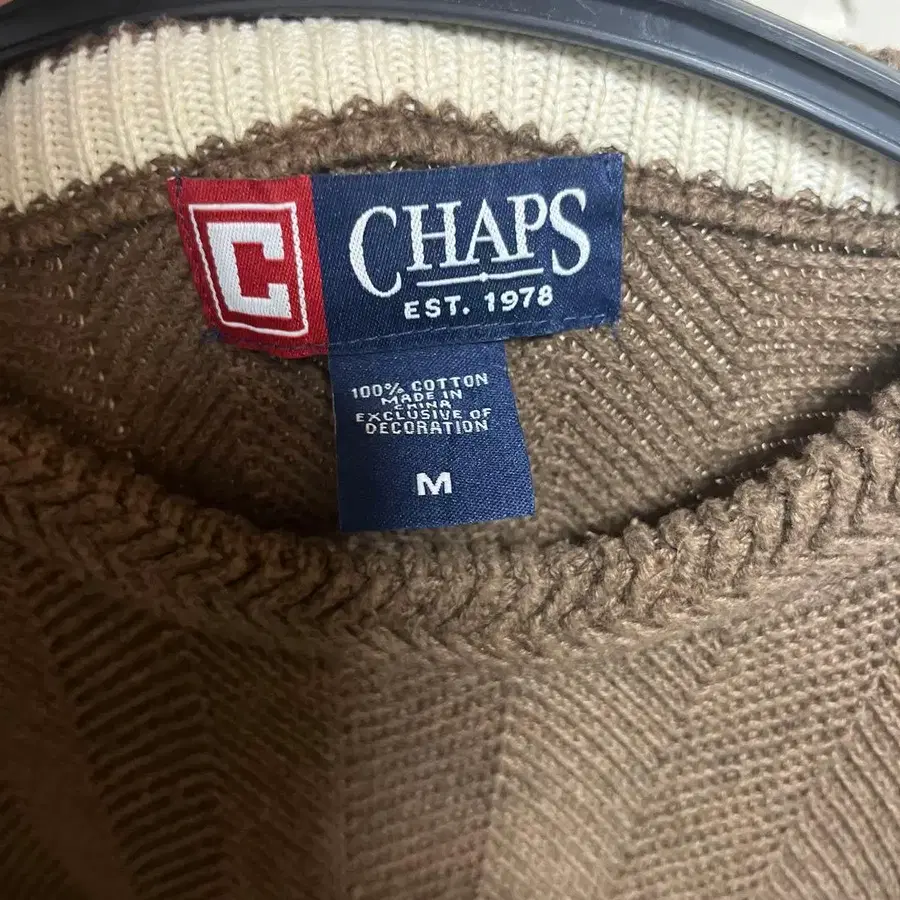 C CHAPS
EST. 1978
100% COTTON
MADE IN
CHINA
EXCLUSIVE OF
DECORATION
M